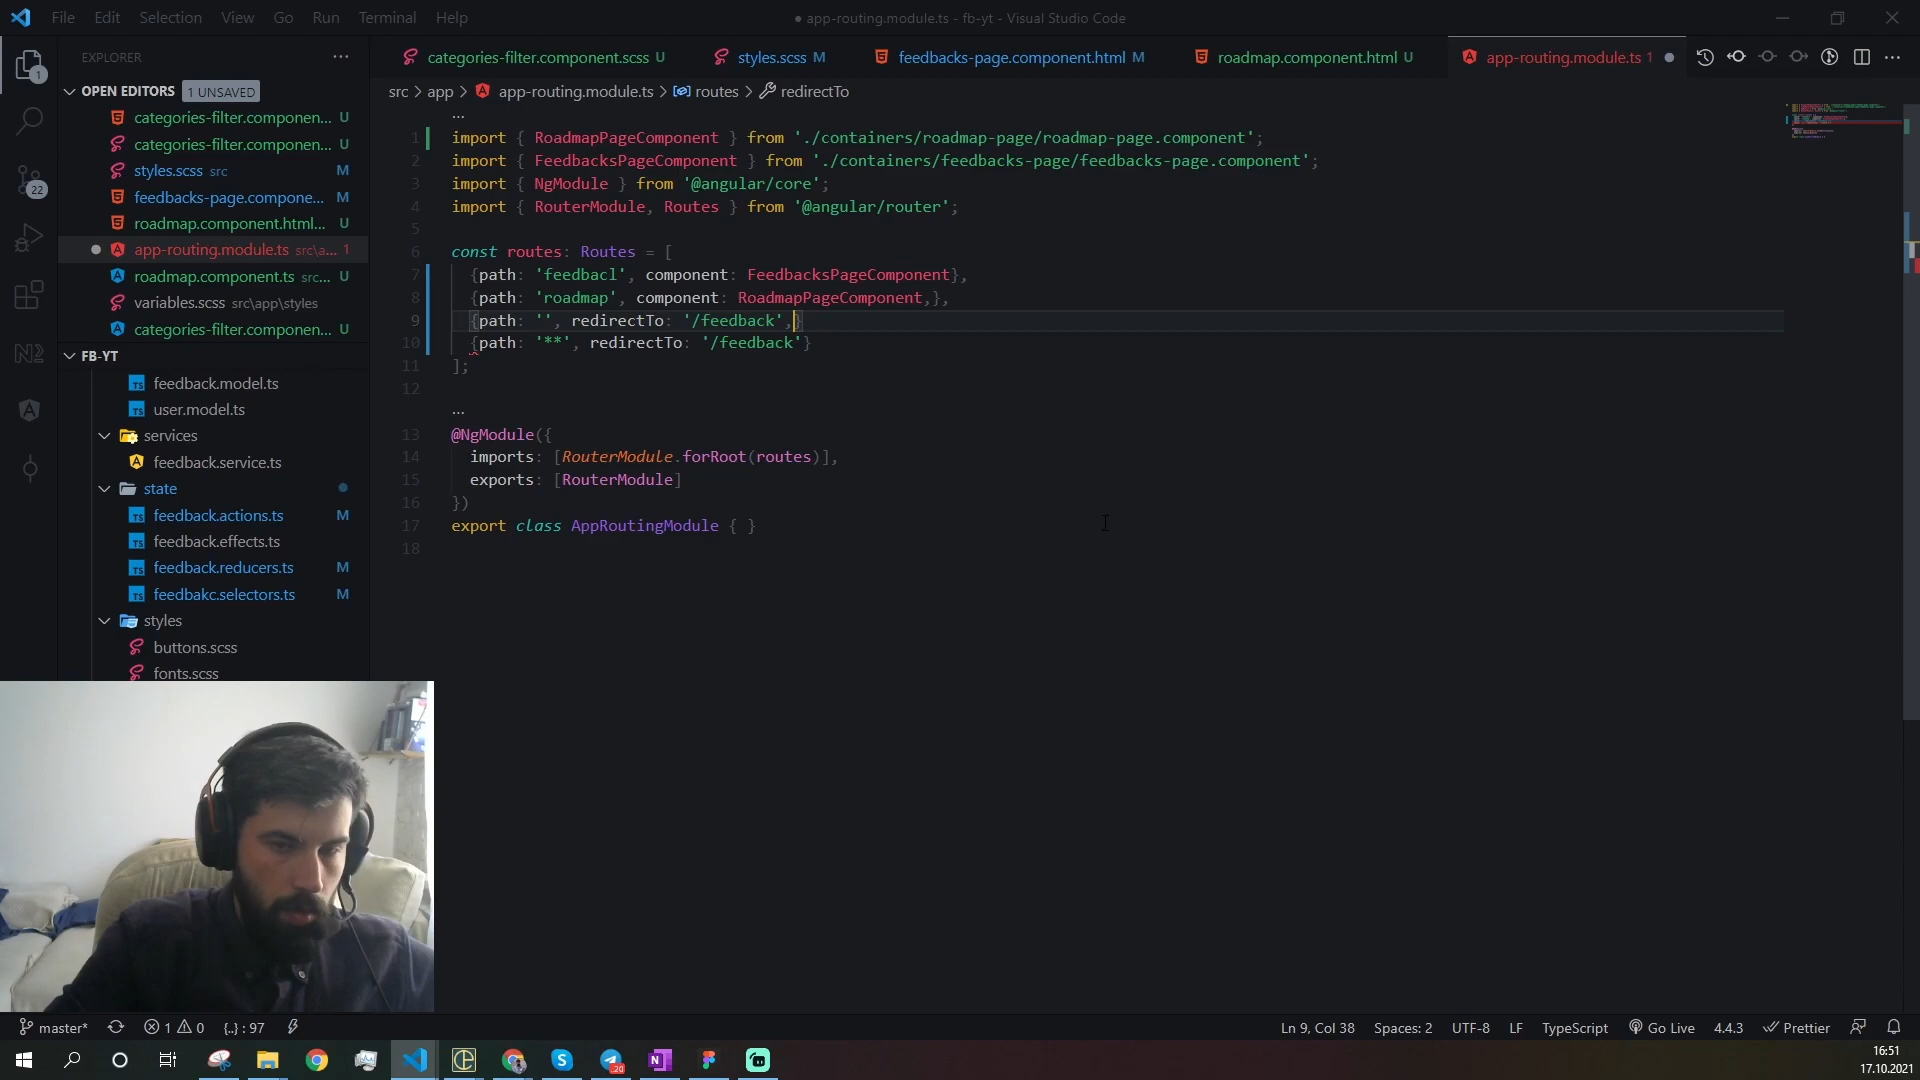 File Edit Selection View Go Run Terminal Help
● app-routing.module.ts - fb-yt - Visual Studio Code
EXPLORER
categories-filter.component.scss U
styles.scss M
feedbacks-page.component.html M
roadmap.component.html U
app-routing.module.ts 1
OPEN EDITORS 1 UNSAVED
src > app > app-routing.module.ts > routes > redirectTo
categories-filter.componen... U
categories-filter.componen... U
styles.scss src M
feedbacks-page.compone... M
roadmap.component.html... U
app-routing.module.ts src\a... 1
roadmap.component.ts src... U
variables.scss src\app\styles
categories-filter.componen... U
FB-YT
feedback.model.ts
user.model.ts
services
feedback.service.ts
state
feedback.actions.ts M
feedback.effects.ts
feedback.reducers.ts M
feedbakc.selectors.ts M
styles
buttons.scss
fonts.scss
...
1 import { RoadmapPageComponent } from './containers/roadmap-page/roadmap-page.component';
2 import { FeedbacksPageComponent } from './containers/feedbacks-page/feedbacks-page.component';
3 import { NgModule } from '@angular/core';
4 import { RouterModule, Routes } from '@angular/router';
5
6 const routes: Routes = [
7 {path: 'feedbacl', component: FeedbacksPageComponent},
8 {path: 'roadmap', component: RoadmapPageComponent,},
9 {path: '', redirectTo: '/feedback',}
10 {path: '**', redirectTo: '/feedback'}
11 ];
12
...
13 @NgModule({
14 imports: [RouterModule.forRoot(routes)],
15 exports: [RouterModule]
16 })
17 export class AppRoutingModule { }
18
1
22
master* 1 0 {..} : 97
Ln 9, Col 38 Spaces: 2 UTF-8 LF TypeScript Go Live 4.4.3 Prettier
20
16:51
17.10.2021